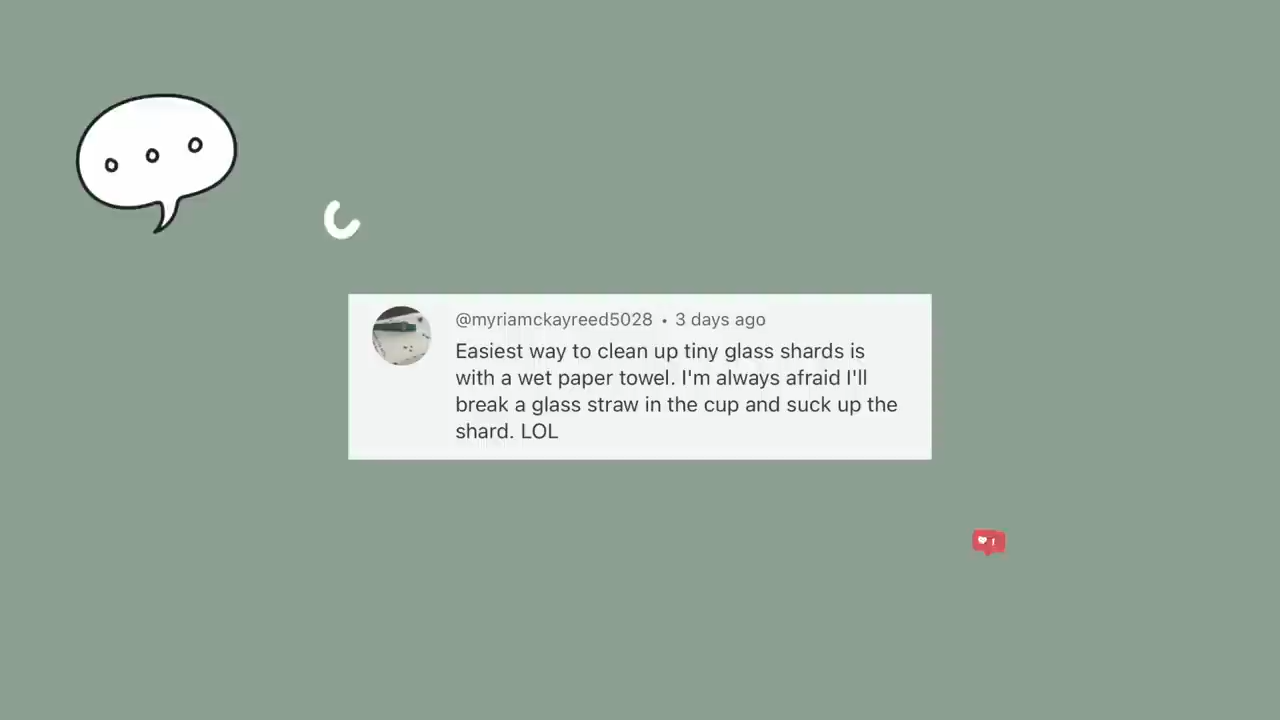 @myriamckayreed5028 • 3 days ago
Easiest way to clean up tiny glass shards is
with a wet paper towel. I'm always afraid I'll
break a glass straw in the cup and suck up the
shard. LOL